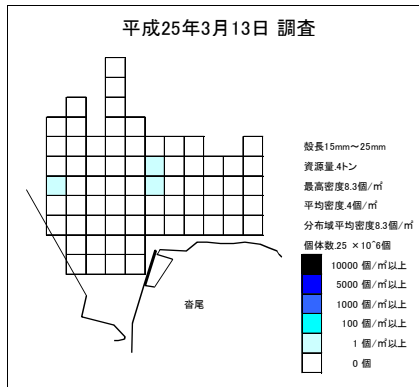 平成25年3月13日 調査
殻長15mm～25mm
資源量.4トン
最高密度8.3個/㎡
平均密度.4個/㎡
分布域平均密度8.3個/㎡
個体数.25 ×10^6個
10000 個/㎡以上
5000 個/㎡以上
1000 個/㎡以上
100 個/㎡以上
1 個/㎡以上
0 個
沓尾